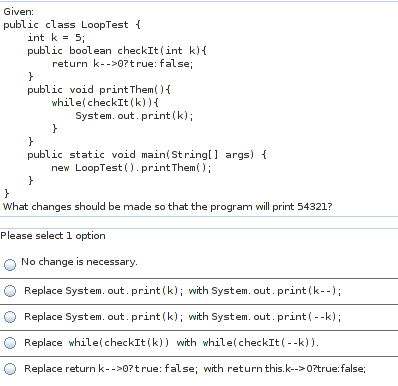 Given:
public class LoopTest {
int k = 5;
public boolean checkIt(int k){
return k-->0?true:false;
}
public void printThem(){
while(checkIt(k)){
System.out.print(k);
}
}
public static void main(String[] args) {
new LoopTest().printThem();
}
}
What changes should be made so that the program will print 54321?
Please select 1 option
No change is necessary.
Replace System.out.print(k); with System.out.print(k--);
Replace System.out.print(k); with System.out.print(--k);
Replace while(checkIt(k)) with while(checkIt(--k)).
Replace return k-->0?true:false; with return this.k-->0?true:false;